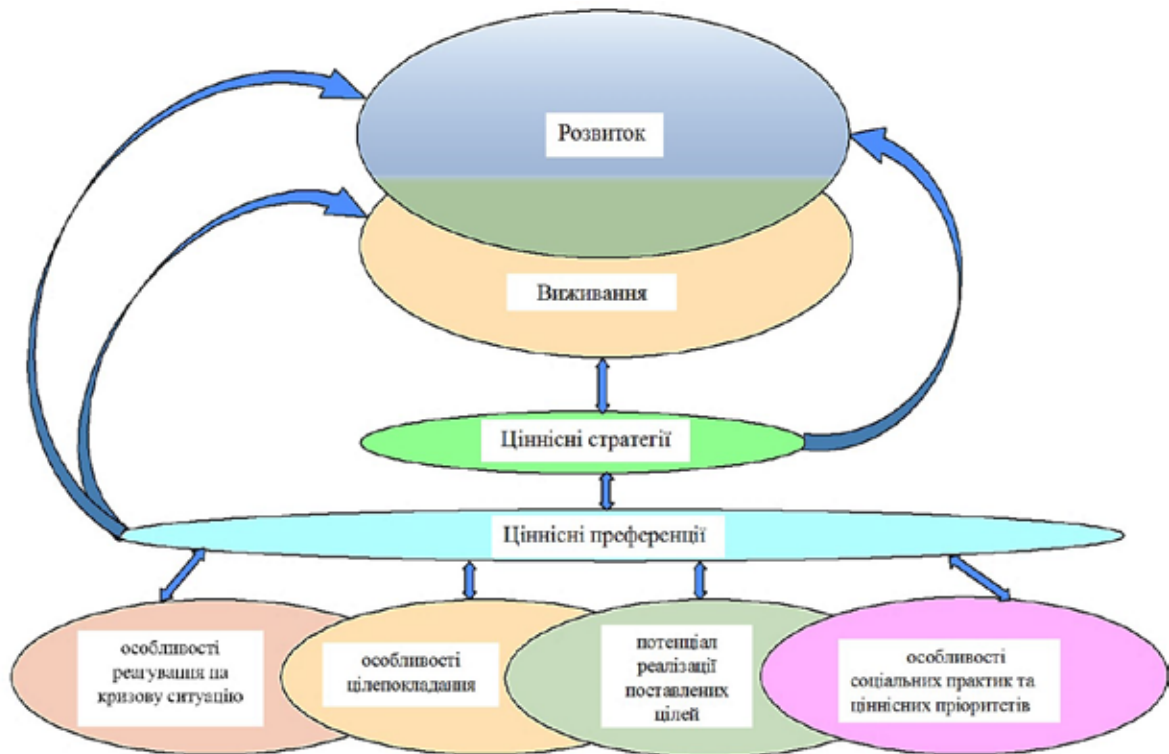 Розвиток
Виживання
Ціннісні стратегії
Ціннісні преференції
особливості
реагування на
кризову ситуацію
особливості
цілепокладання
потенціал
реалізації
поставлених
цілей
особливості
соціальних практик та
ціннісних пріоритетів